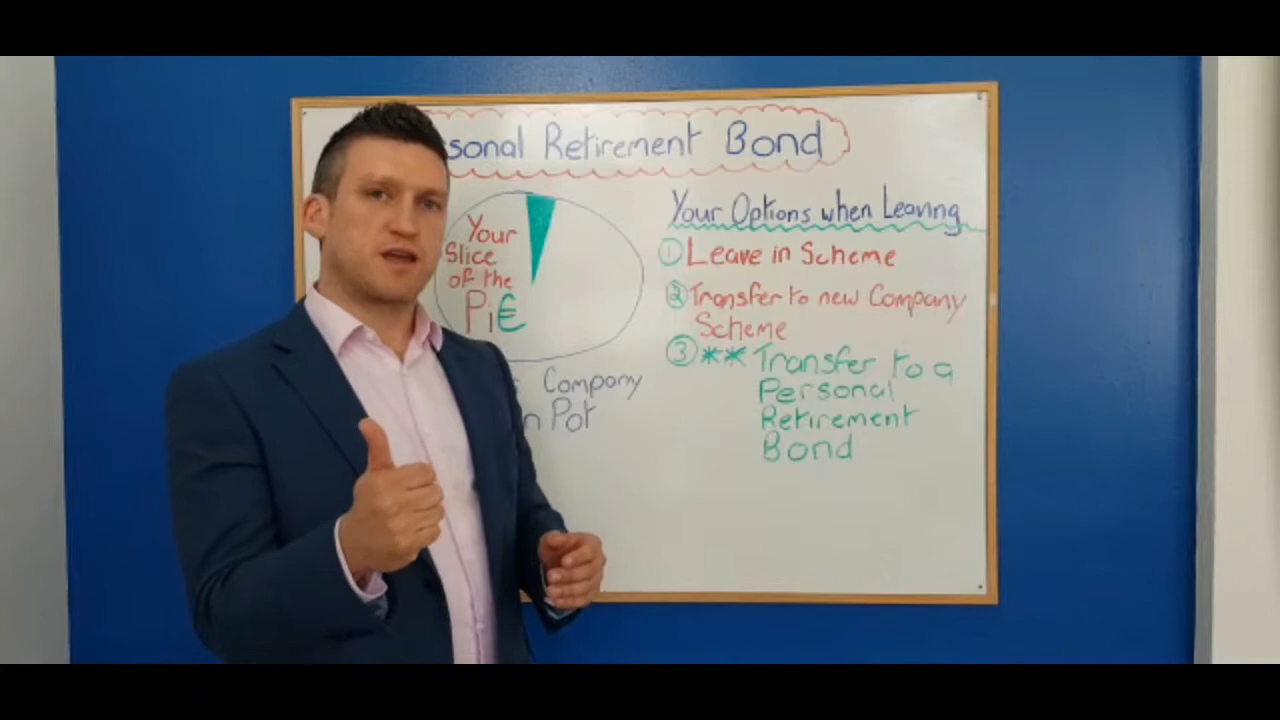 sonal Retirement Bond
Your
Slice
of the
Pi€
Company
n Pot
Your Options when Leaving
① Leave in Scheme
② Transfer to new Company
Scheme
③ ** Transfer to a
Personal
Retirement
Bond